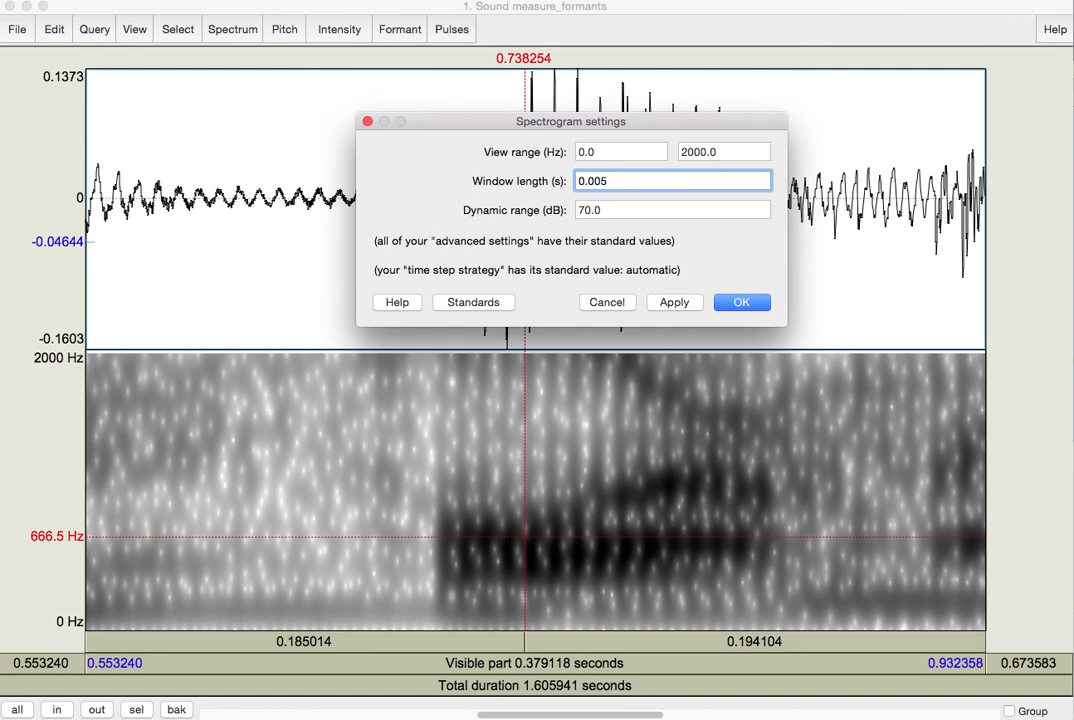 1. Sound measure_formants
File Edit Query View Select Spectrum Pitch Intensity Formant Pulses Help
0.738254
0.1373
0
-0.04644
-0.1603
Spectrogram settings
View range (Hz): 0.0 2000.0
Window length (s): 0.005
Dynamic range (dB): 70.0
(all of your "advanced settings" have their standard values)
(your "time step strategy" has its standard value: automatic)
Help Standards Cancel Apply OK
2000 Hz
666.5 Hz
0 Hz
0.185014 0.194104
0.553240 0.553240 Visible part 0.379118 seconds 0.932358 0.673583
Total duration 1.605941 seconds
all in out sel bak Group